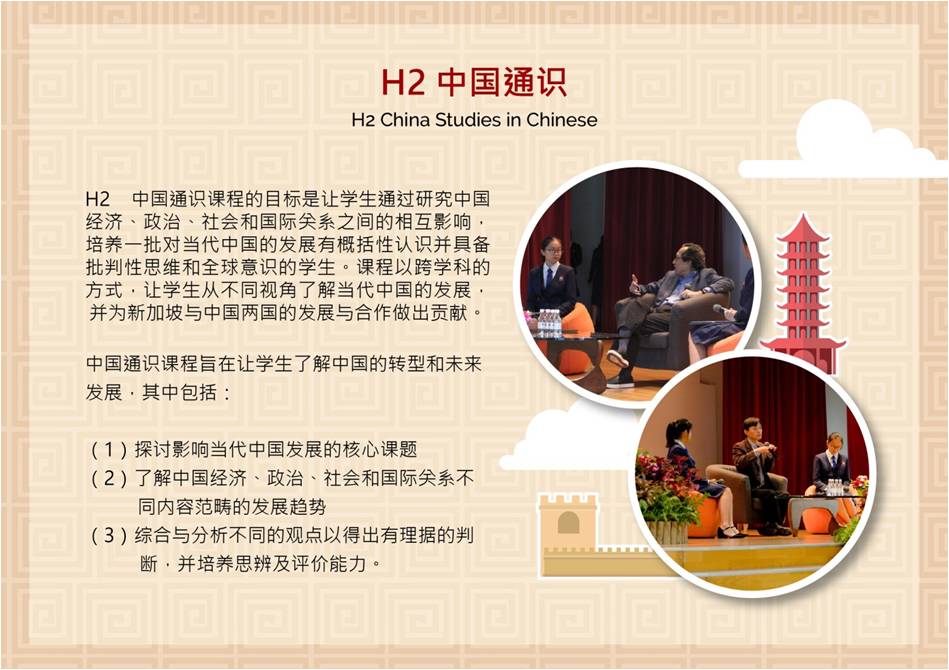 H2 中国通识
H2 China Studies in Chinese
H2 中国通识课程的目标是让学生通过研究中国
经济、政治、社会和国际关系之间的相互影响，
培养一批对当代中国的发展有概括性认识并具备
批判性思维和全球意识的学生。课程以跨学科的
方式，让学生从不同视角了解当代中国的发展，
并为新加坡与中国两国的发展与合作做出贡献。
中国通识课程旨在让学生了解中国的转型和未来
发展，其中包括：
（1）探讨影响当代中国发展的核心课题
（2）了解中国经济、政治、社会和国际关系不
同内容范畴的发展趋势
（3）综合与分析不同的观点以得出有理据的判
断，并培养思辨及评价能力。